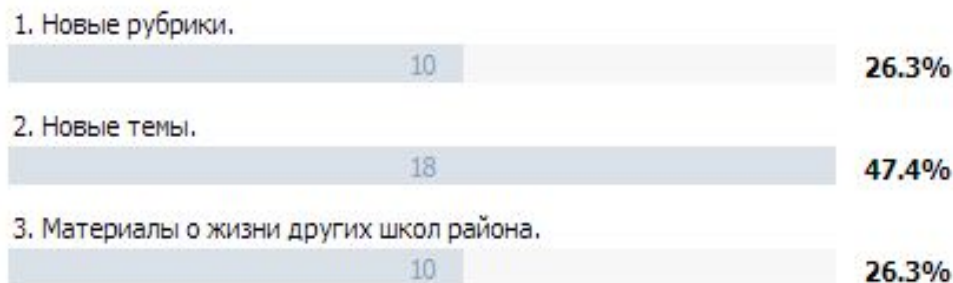 1. Новые рубрики.
10 26.3%
2. Новые темы.
18 47.4%
3. Материалы о жизни других школ района.
10 26.3%